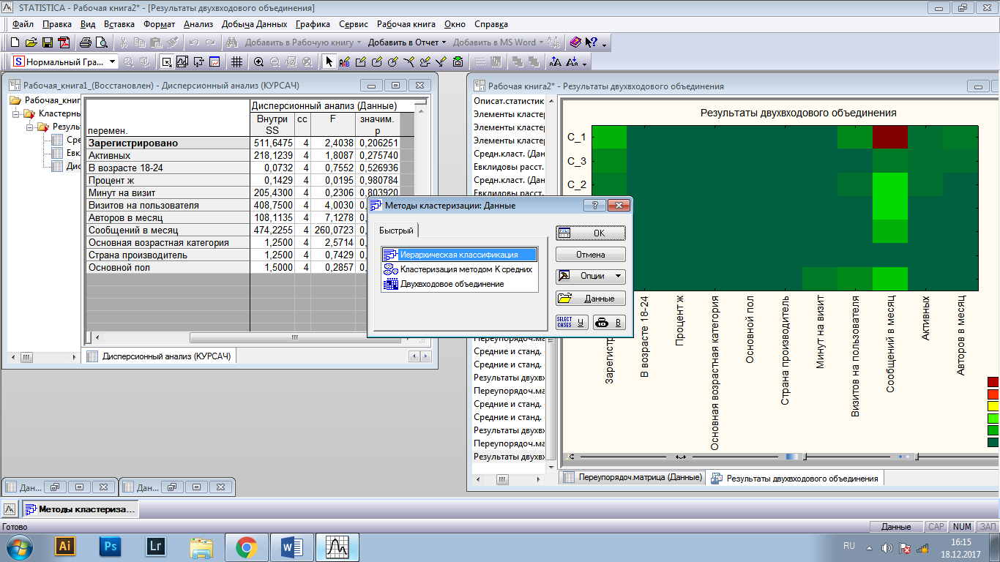 STATISTICA - Рабочая книга2* - [Результаты двухвходового объединения]
Файл Правка Вид Вставка Формат Анализ Добыча Данных Графика Сервис Рабочая книга Окно Справка
Добавить в Рабочую книгу Добавить в Отчет Добавить в MS Word
Нормальный Гра...
Рабочая_книга1_(Восстановлен) - Дисперсионный анализ (КУРСАЧ)
Рабочая_книг
Кластерны
Резуль
Сре
Евк
Дис
Дисперсионный анализ (Данные)
перемен. Внутри SS сс F значим. p
Зарегистрировано 511,6475 4 2,4038 0,206251
Активных 218,1239 4 1,8087 0,275740
В возрасте 18-24 0,0732 4 0,7552 0,526936
Процент ж 0,1429 4 0,0195 0,980784
Минут на визит 205,4300 4 0,2306 0,803920
Визитов на пользователя 408,7500 4 4,0030 0,
Авторов в месяц 108,1135 4 7,1278 0,
Сообщений в месяц 474,2255 4 260,0723 0,
Основная возрастная категория 1,2500 4 2,5714 0,
Страна производитель 1,2500 4 0,7429 0,
Основной пол 1,5000 4 0,2857 0,
Дисперсионный анализ (КУРСАЧ)
Рабочая книга2* - Результаты двухвходового объединения
Описат.статистик
Элементы класте
Элементы класте
Элементы класте
Средн.класт. (Дан
Евклидовы расст.
Средн.класт. (Дан
Евклидовы расст.
Переупорядоч.ма
Средние и станд.
Средние и станд.
Результаты двухвх
Переупорядоч.ма
Средние и станд.
Средние и станд.
Результаты двухвх
Переупорядоч.ма
Результаты двухвх
Результаты двухвходового объединения
C_1
C_3
C_2
Зарегист
В возрасте 18-24
Процент ж
Основная возрастная категория
Основной пол
Страна производитель
Минут на визит
Визитов на пользователя
Сообщений в месяц
Активных
Авторов в месяц
Переупорядоч.матрица (Данные) Результаты двухвходового объединения
Методы кластеризации: Данные
Быстрый
Иерархическая классификация
Кластеризация методом К средних
Двухвходовое объединение
OK
Отмена
Опции
Данные
SELECT CASES У В
Дан... Дан...
Методы кластериза...
Готово Данные CAP NUM ЗАП
Ai Ps Lr RU 16:15
18.12.2017